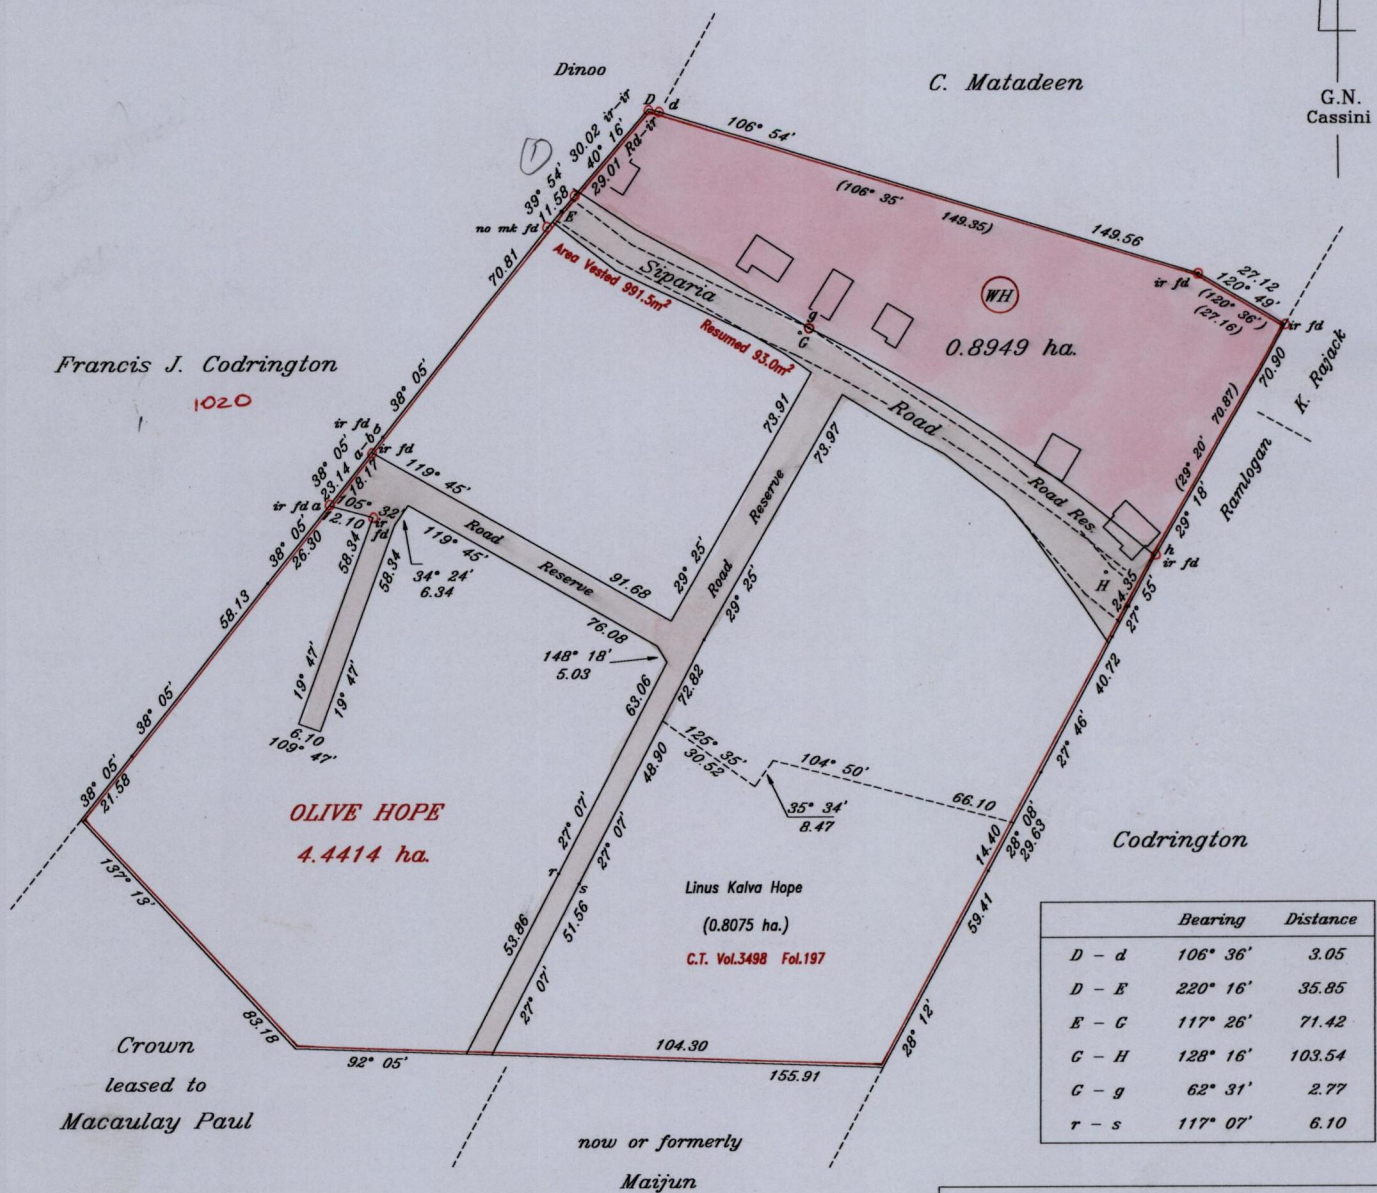 Dinoo
C. Matadeen
G.N.
Cassini
D
d
106° 54'
(106° 35'
149.35)
149.56
30.02 ir-ir
40° 16'
29.01 Rd-ir
1
39° 54'
11.58
E
no mk fd
70.81
Area Vested 991.5m²
Resumed 93.0m²
Siparia
Road
Road Res.
g
G
WH
0.8949 ha.
ir fd
27.12
120° 49'
(120° 36')
(27.16)
ir fd
70.90
70.87)
(29° 20'
29° 18'
K. Rajack
Ramlogan
h
ir fd
H
24.35
27° 55'
40.72
27° 46'
Francis J. Codrington
1020
38° 05'
ir fd b
ir fd
38° 05' a-b
23.14
18.17
ir fd a
105° 32'
12.10
ir fd
38° 05'
26.30
58.13
38° 05'
38° 05'
21.58
119° 45'
Road
Reserve
119° 45'
91.68
76.08
34° 24'
6.34
58.34
58.34
19° 47'
19° 47'
6.10
109° 47'
73.91
73.97
Reserve
Road
29° 25'
29° 25'
148° 18'
5.03
63.06
72.82
48.90
125° 35'
30.52
104° 50'
66.10
35° 34'
8.47
14.40
28° 08'
29.63
59.41
28° 12'
27° 07'
27° 07'
r
s
53.86
51.56
27° 07'
OLIVE HOPE
4.4414 ha.
Linus Kalva Hope
(0.8075 ha.)
C.T. Vol.3498 Fol.197
Codrington
137° 13'
83.18
92° 05'
104.30
155.91
Crown
leased to
Macaulay Paul
now or formerly
Maijun
Bearing Distance
D - d 106° 36' 3.05
D - E 220° 16' 35.85
E - G 117° 26' 71.42
G - H 128° 16' 103.54
G - g 62° 31' 2.77
r - s 117° 07' 6.10